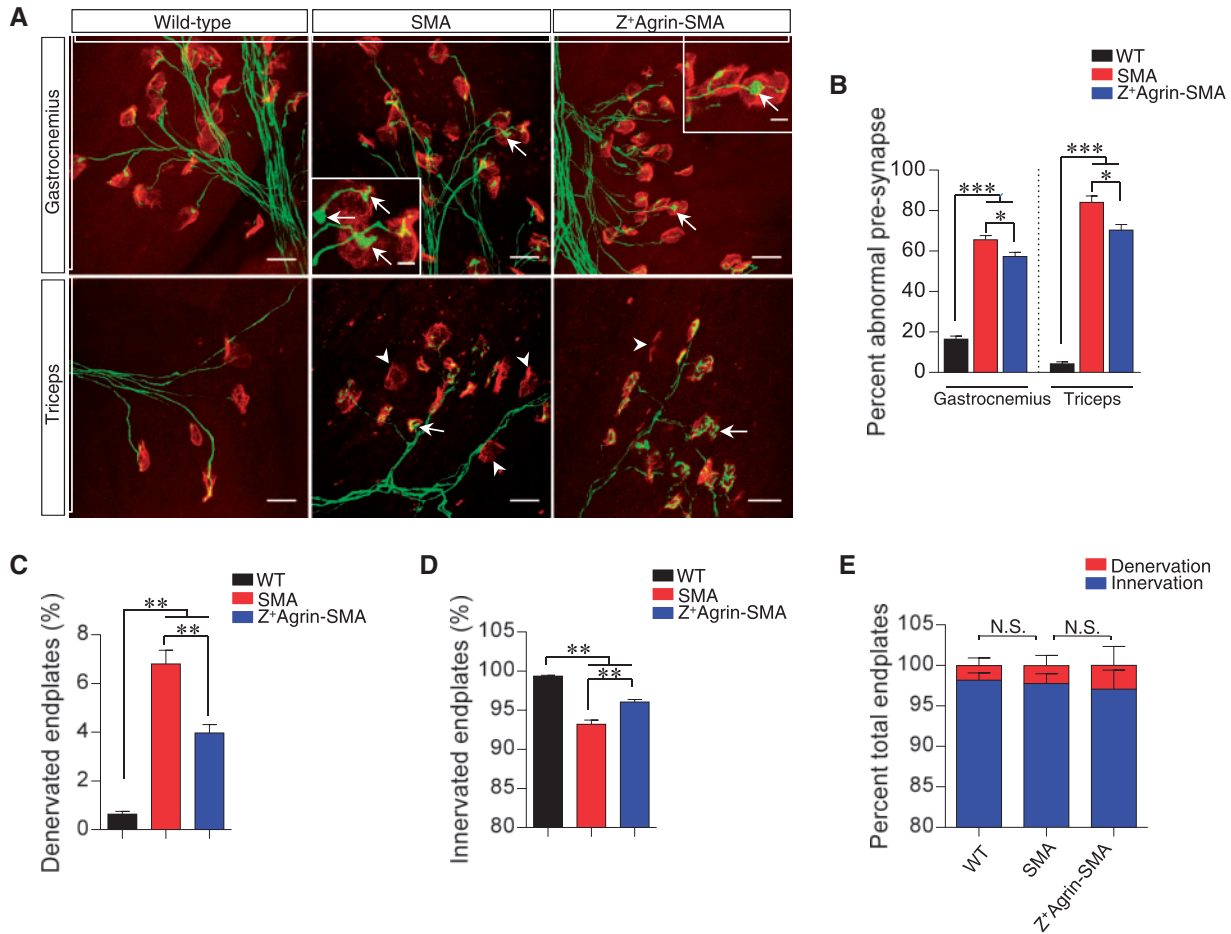 A
Wild-type
SMA
Z⁺Agrin-SMA
Gastrocnemius
Triceps
B
WT
SMA
Z⁺Agrin-SMA
Percent abnormal pre-synapse
100
80
60
40
20
0
***
*
***
*
Gastrocnemius
Triceps
C
WT
SMA
Z⁺Agrin-SMA
Denervated endplates (%)
8
6
4
2
0
**
**
D
WT
SMA
Z⁺Agrin-SMA
Innervated endplates (%)
105
100
95
90
85
80
**
**
E
Denervation
Innervation
Percent total endplates
105
100
95
90
85
80
N.S.
N.S.
WT
SMA
Z⁺Agrin-SMA